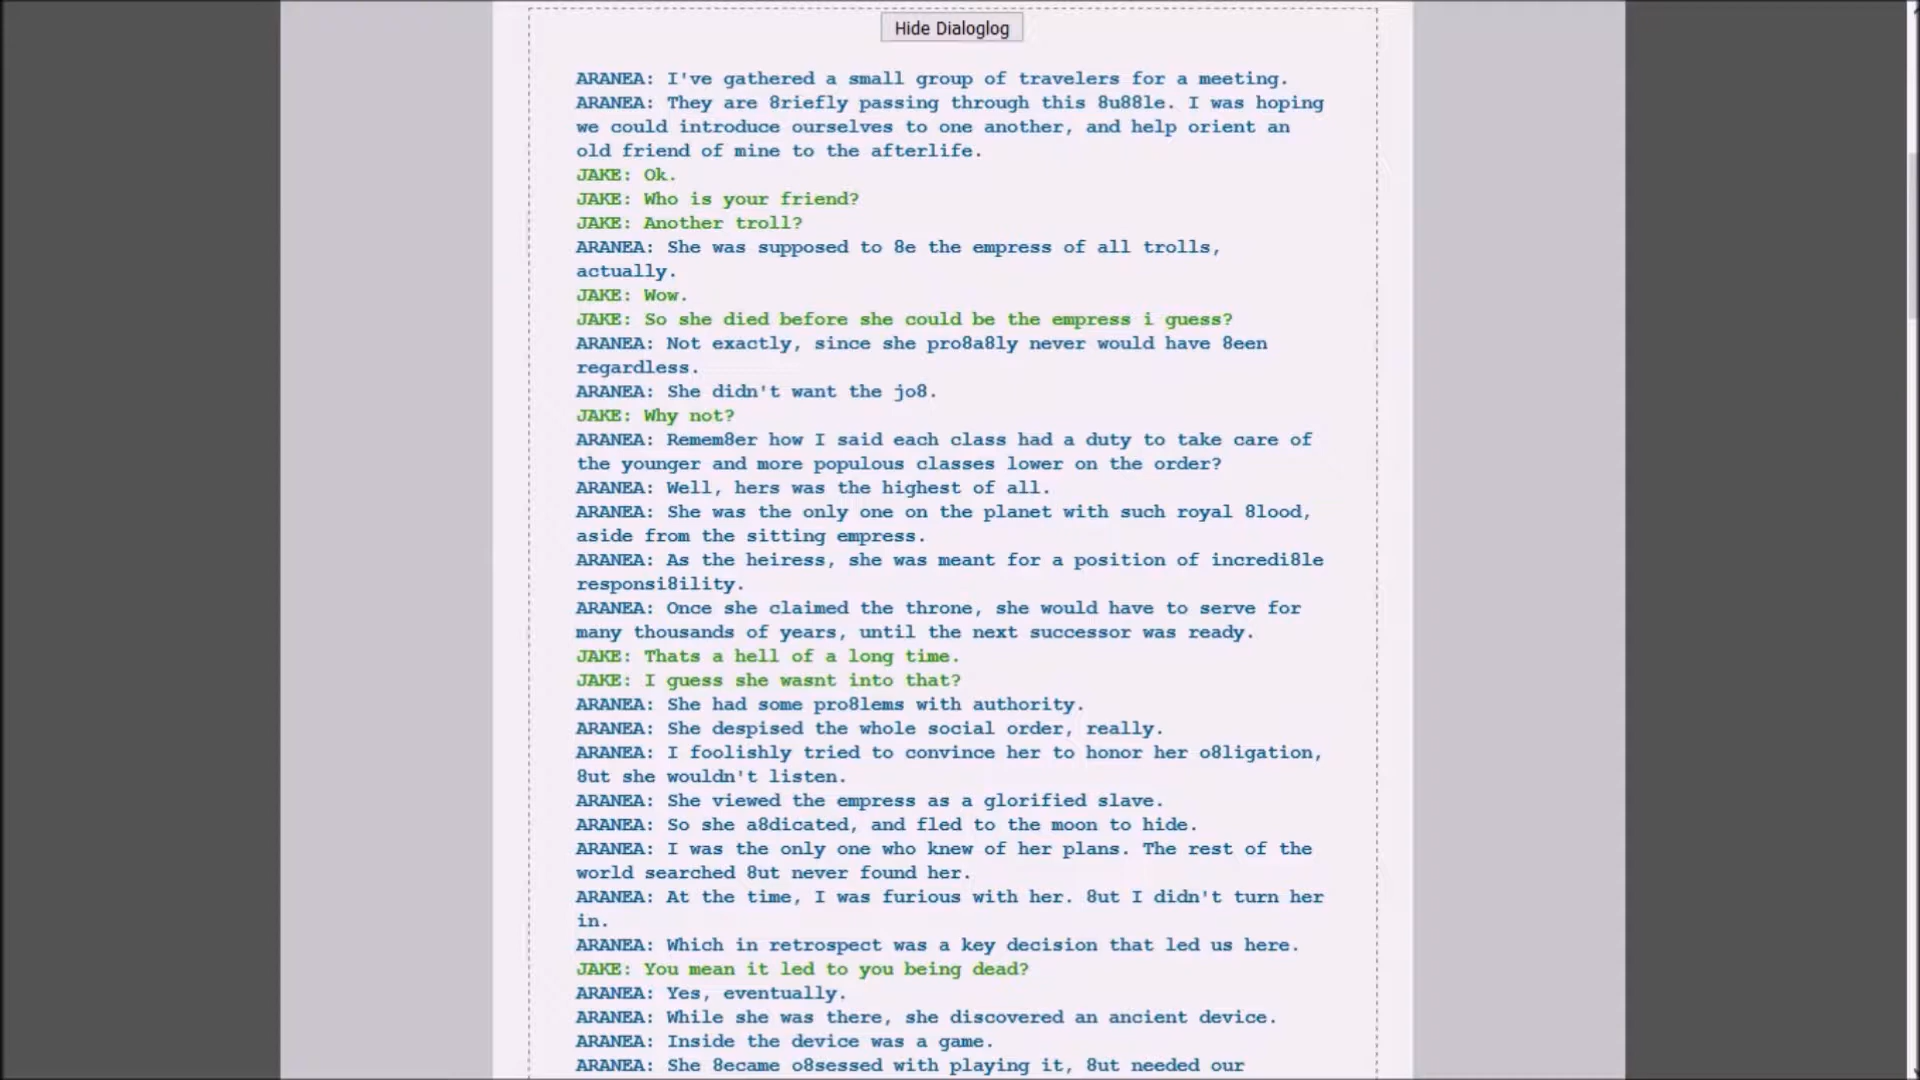 Hide Dialoglog
ARANEA: I've gathered a small group of travelers for a meeting.
ARANEA: They are 8riefly passing through this 8u88le. I was hoping
we could introduce ourselves to one another, and help orient an
old friend of mine to the afterlife.
JAKE: Ok.
JAKE: Who is your friend?
JAKE: Another troll?
ARANEA: She was supposed to 8e the empress of all trolls,
actually.
JAKE: Wow.
JAKE: So she died before she could be the empress i guess?
ARANEA: Not exactly, since she pro8a8ly never would have 8een
regardless.
ARANEA: She didn't want the jo8.
JAKE: Why not?
ARANEA: Remem8er how I said each class had a duty to take care of
the younger and more populous classes lower on the order?
ARANEA: Well, hers was the highest of all.
ARANEA: She was the only one on the planet with such royal 8lood,
aside from the sitting empress.
ARANEA: As the heiress, she was meant for a position of incredi8le
responsi8ility.
ARANEA: Once she claimed the throne, she would have to serve for
many thousands of years, until the next successor was ready.
JAKE: Thats a hell of a long time.
JAKE: I guess she wasnt into that?
ARANEA: She had some pro8lems with authority.
ARANEA: She despised the whole social order, really.
ARANEA: I foolishly tried to convince her to honor her o8ligation,
8ut she wouldn't listen.
ARANEA: She viewed the empress as a glorified slave.
ARANEA: So she a8dicated, and fled to the moon to hide.
ARANEA: I was the only one who knew of her plans. The rest of the
world searched 8ut never found her.
ARANEA: At the time, I was furious with her. 8ut I didn't turn her
in.
ARANEA: Which in retrospect was a key decision that led us here.
JAKE: You mean it led to you being dead?
ARANEA: Yes, eventually.
ARANEA: While she was there, she discovered an ancient device.
ARANEA: Inside the device was a game.
ARANEA: She 8ecame o8sessed with playing it, 8ut needed our